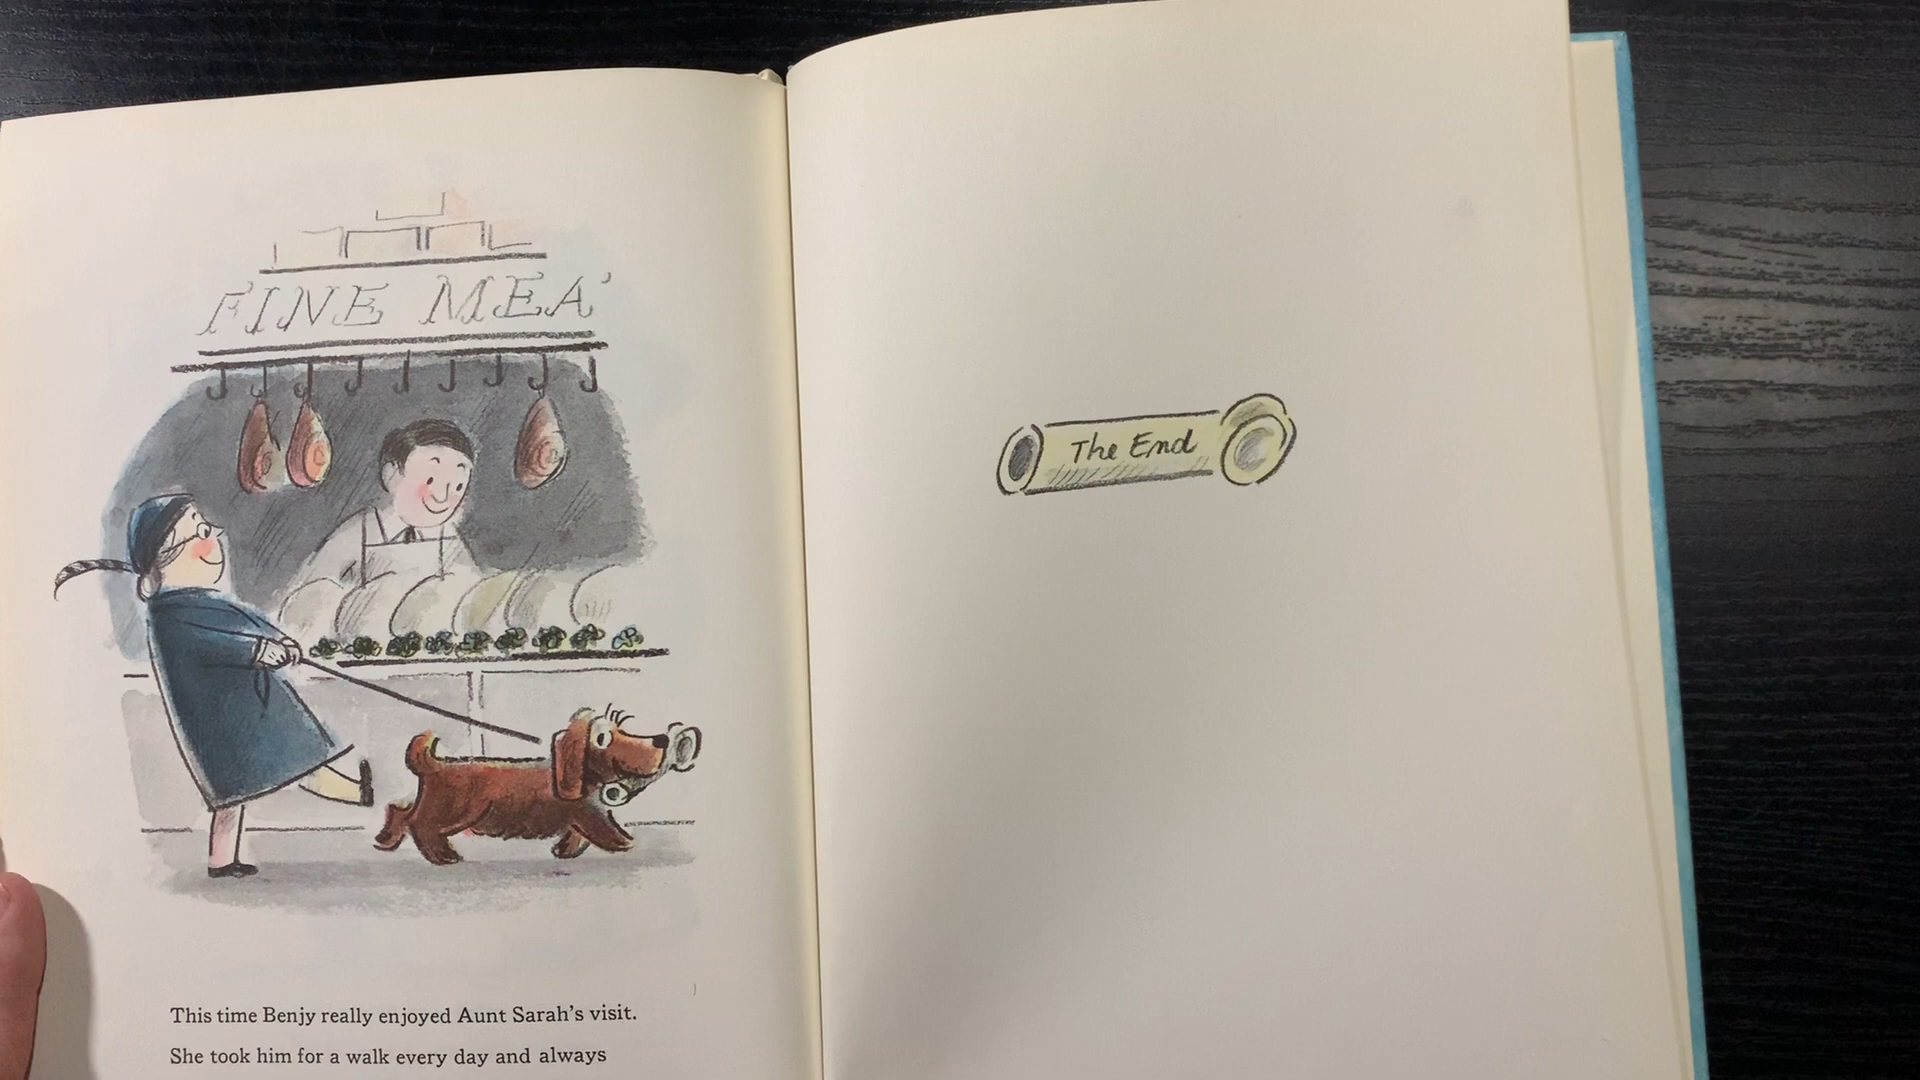 FINE MEA
This time Benjy really enjoyed Aunt Sarah's visit.
She took him for a walk every day and always
The End